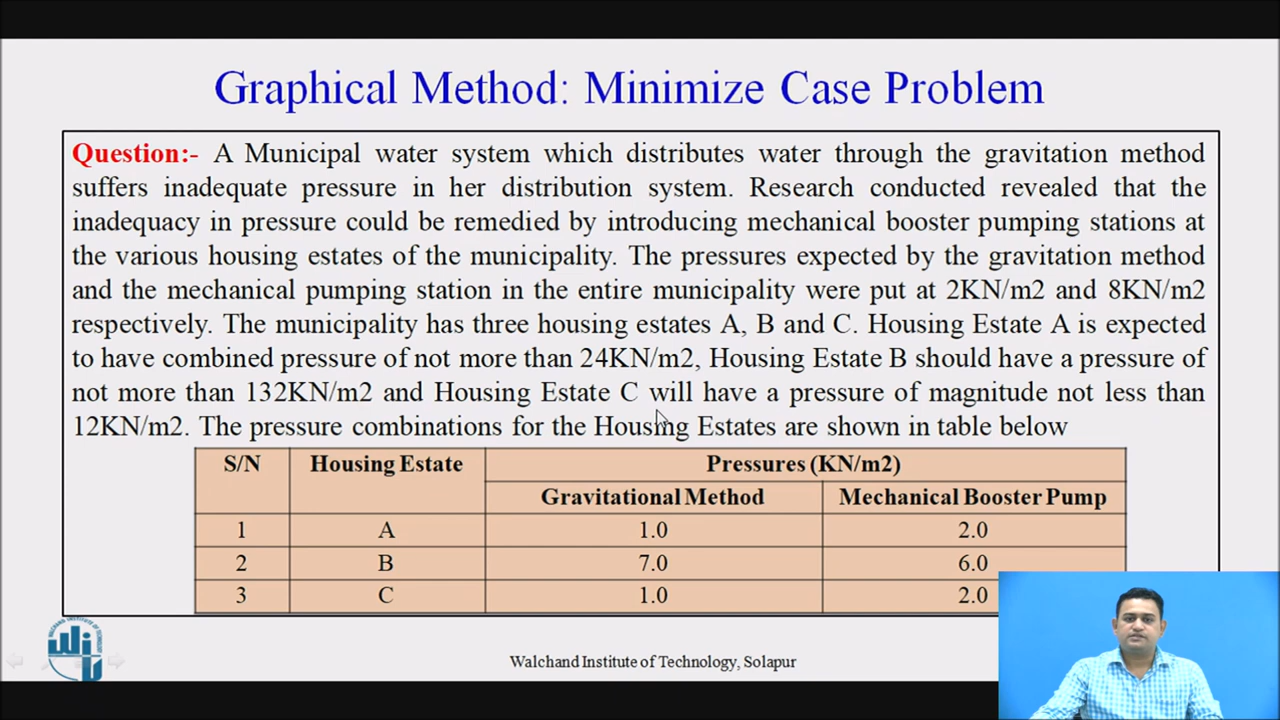 Graphical Method: Minimize Case Problem
Question:- A Municipal water system which distributes water through the gravitation method
suffers inadequate pressure in her distribution system. Research conducted revealed that the
inadequacy in pressure could be remedied by introducing mechanical booster pumping stations at
the various housing estates of the municipality. The pressures expected by the gravitation method
and the mechanical pumping station in the entire municipality were put at 2KN/m2 and 8KN/m2
respectively. The municipality has three housing estates A, B and C. Housing Estate A is expected
to have combined pressure of not more than 24KN/m2, Housing Estate B should have a pressure of
not more than 132KN/m2 and Housing Estate C will have a pressure of magnitude not less than
12KN/m2. The pressure combinations for the Housing Estates are shown in table below
S/N Housing Estate Pressures (KN/m2)
Gravitational Method Mechanical Booster Pump
1 A 1.0 2.0
2 B 7.0 6.0
3 C 1.0 2.0
Walchand Institute of Technology, Solapur